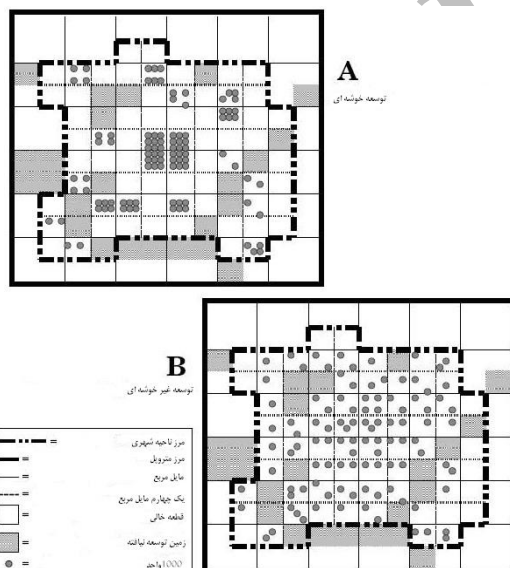 A
توسعه خوشه ای
B
توسعه غیر خوشه ای
مرز ناحیه شهری =
مرز متروپل =
مایل مربع =
یک چهارم مایل مربع =
قطعه خالی =
زمین توسعه نیافته =
1000واحد =